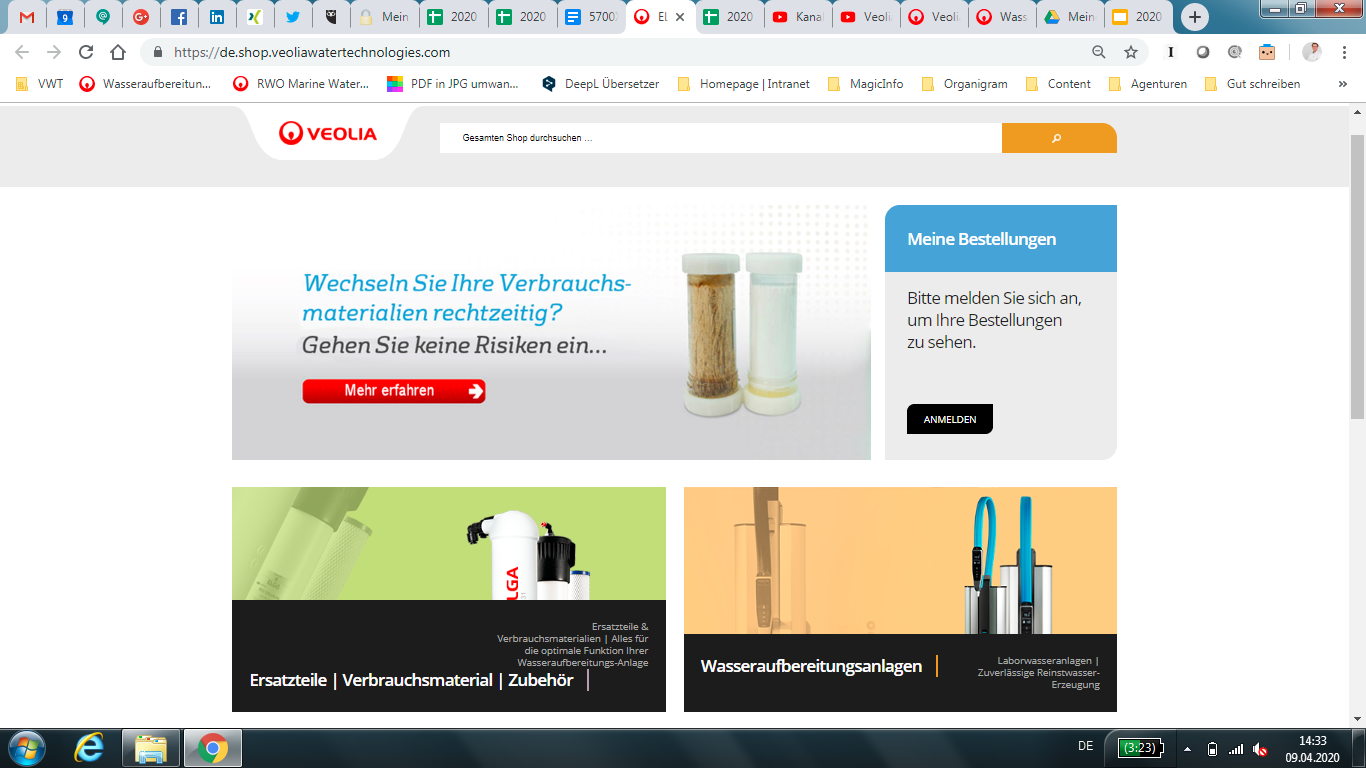 Mein
2020
2020
5700
El
2020
Kanal
Veoli
Veoli
Wass
Mein
2020
https://de.shop.veoliawatertechnologies.com
VWT
Wasseraufbereitun...
RWO Marine Water...
PDF in JPG umwan...
DeepL Übersetzer
Homepage | Intranet
MagicInfo
Organigram
Content
Agenturen
Gut schreiben
VEOLIA
Gesamten Shop durchsuchen ...
Wechseln Sie Ihre Verbrauchs-
materialien rechtzeitig?
Gehen Sie keine Risiken ein...
Mehr erfahren
Meine Bestellungen
Bitte melden Sie sich an,
um Ihre Bestellungen
zu sehen.
ANMELDEN
LGA
Ersatzteile &
Verbrauchsmaterialien | Alles für
die optimale Funktion Ihrer
Wasseraufbereitungs-Anlage
Ersatzteile | Verbrauchsmaterial | Zubehör
Wasseraufbereitungsanlagen
Laborwasseranlagen |
Zuverlässige Reinstwasser-
Erzeugung
DE
(3:23)
14:33
09.04.2020